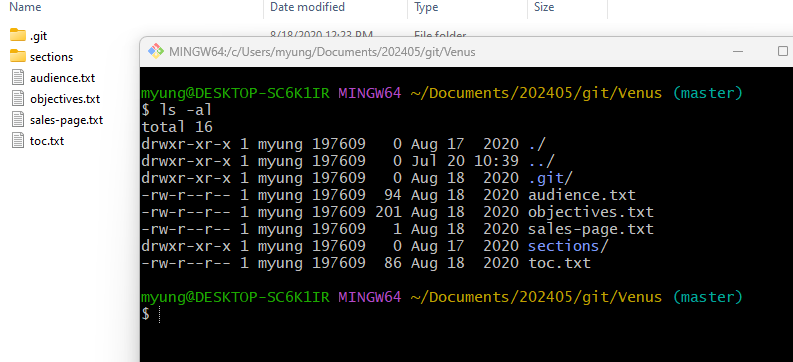 Name Date modified Type Size
.git 8/18/2020 12:23 PM File folder
sections
audience.txt
objectives.txt
sales-page.txt
toc.txt
MINGW64:/c/Users/myung/Documents/202405/git/Venus
myung@DESKTOP-SC6K1IR MINGW64 ~/Documents/202405/git/Venus (master)
$ ls -al
total 16
drwxr-xr-x 1 myung 197609   0 Aug 17  2020 ./
drwxr-xr-x 1 myung 197609   0 Jul 20 10:39 ../
drwxr-xr-x 1 myung 197609   0 Aug 18  2020 .git/
-rw-r--r-- 1 myung 197609  94 Aug 18  2020 audience.txt
-rw-r--r-- 1 myung 197609 201 Aug 18  2020 objectives.txt
-rw-r--r-- 1 myung 197609   1 Aug 18  2020 sales-page.txt
drwxr-xr-x 1 myung 197609   0 Aug 17  2020 sections/
-rw-r--r-- 1 myung 197609  86 Aug 18  2020 toc.txt
myung@DESKTOP-SC6K1IR MINGW64 ~/Documents/202405/git/Venus (master)
$